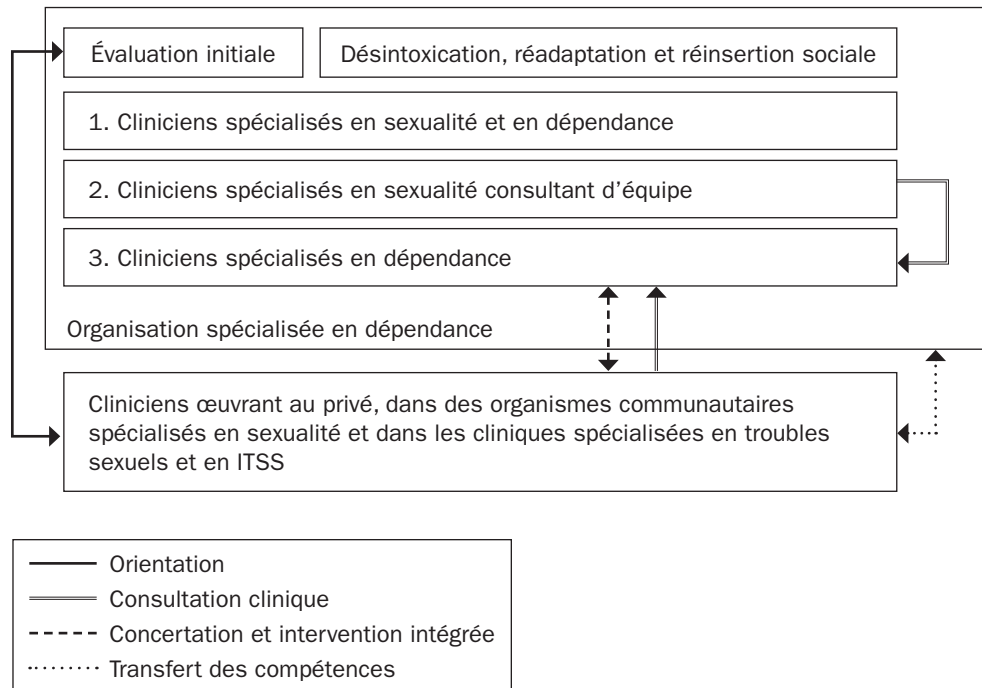 Évaluation initiale
Désintoxication, réadaptation et réinsertion sociale
1. Cliniciens spécialisés en sexualité et en dépendance
2. Cliniciens spécialisés en sexualité consultant d’équipe
3. Cliniciens spécialisés en dépendance
Organisation spécialisée en dépendance
Cliniciens œuvrant au privé, dans des organismes communautaires
spécialisés en sexualité et dans les cliniques spécialisées en troubles
sexuels et en ITSS
Orientation
Consultation clinique
Concertation et intervention intégrée
Transfert des compétences